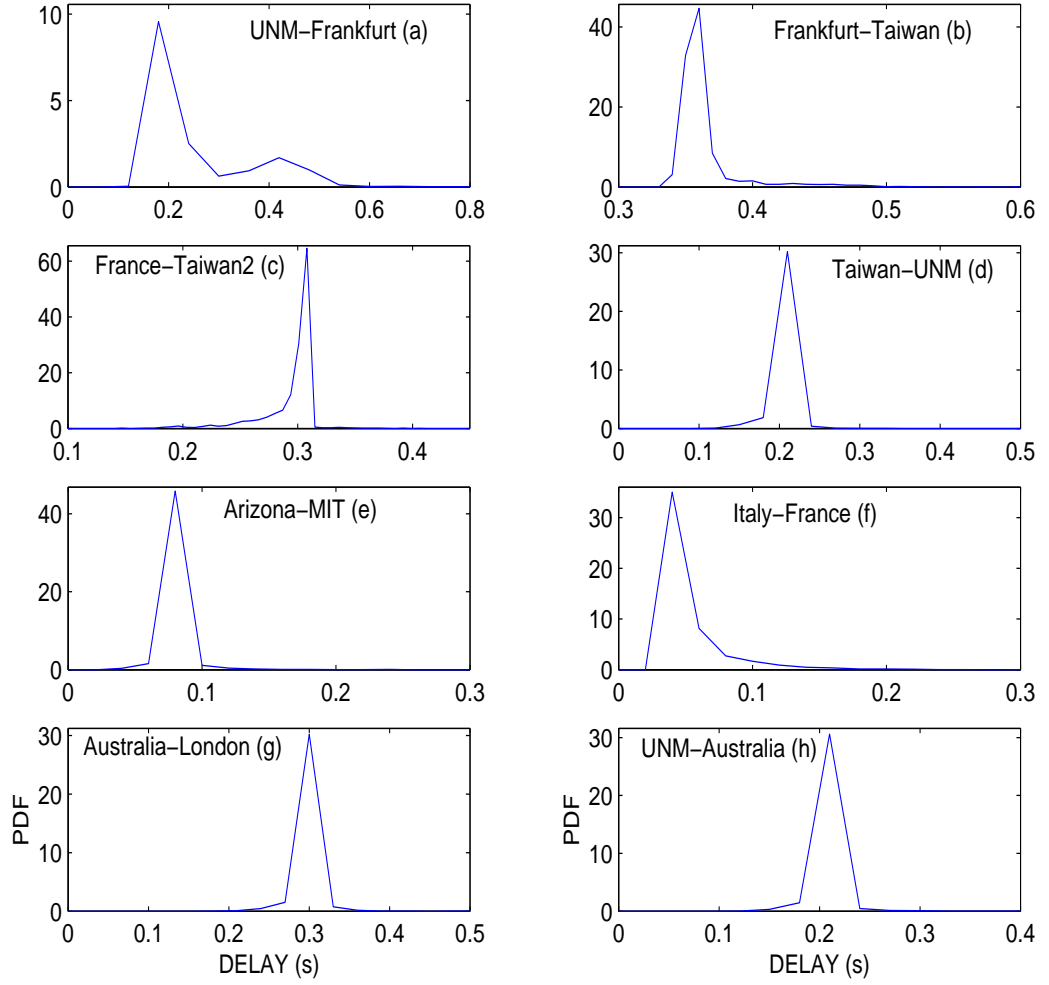 UNM−Frankfurt (a)
10
5
0
0 0.2 0.4 0.6 0.8
Frankfurt−Taiwan (b)
40
20
0
0.3 0.4 0.5 0.6
France−Taiwan2 (c)
60
40
20
0
0.1 0.2 0.3 0.4
Taiwan−UNM (d)
30
20
10
0
0 0.1 0.2 0.3 0.4 0.5
Arizona−MIT (e)
40
20
0
0 0.1 0.2 0.3
Italy−France (f)
30
20
10
0
0 0.1 0.2 0.3
Australia−London (g)
30
20
10
0
PDF
0 0.1 0.2 0.3 0.4 0.5
DELAY (s)
UNM−Australia (h)
30
20
10
0
PDF
0 0.1 0.2 0.3 0.4
DELAY (s)